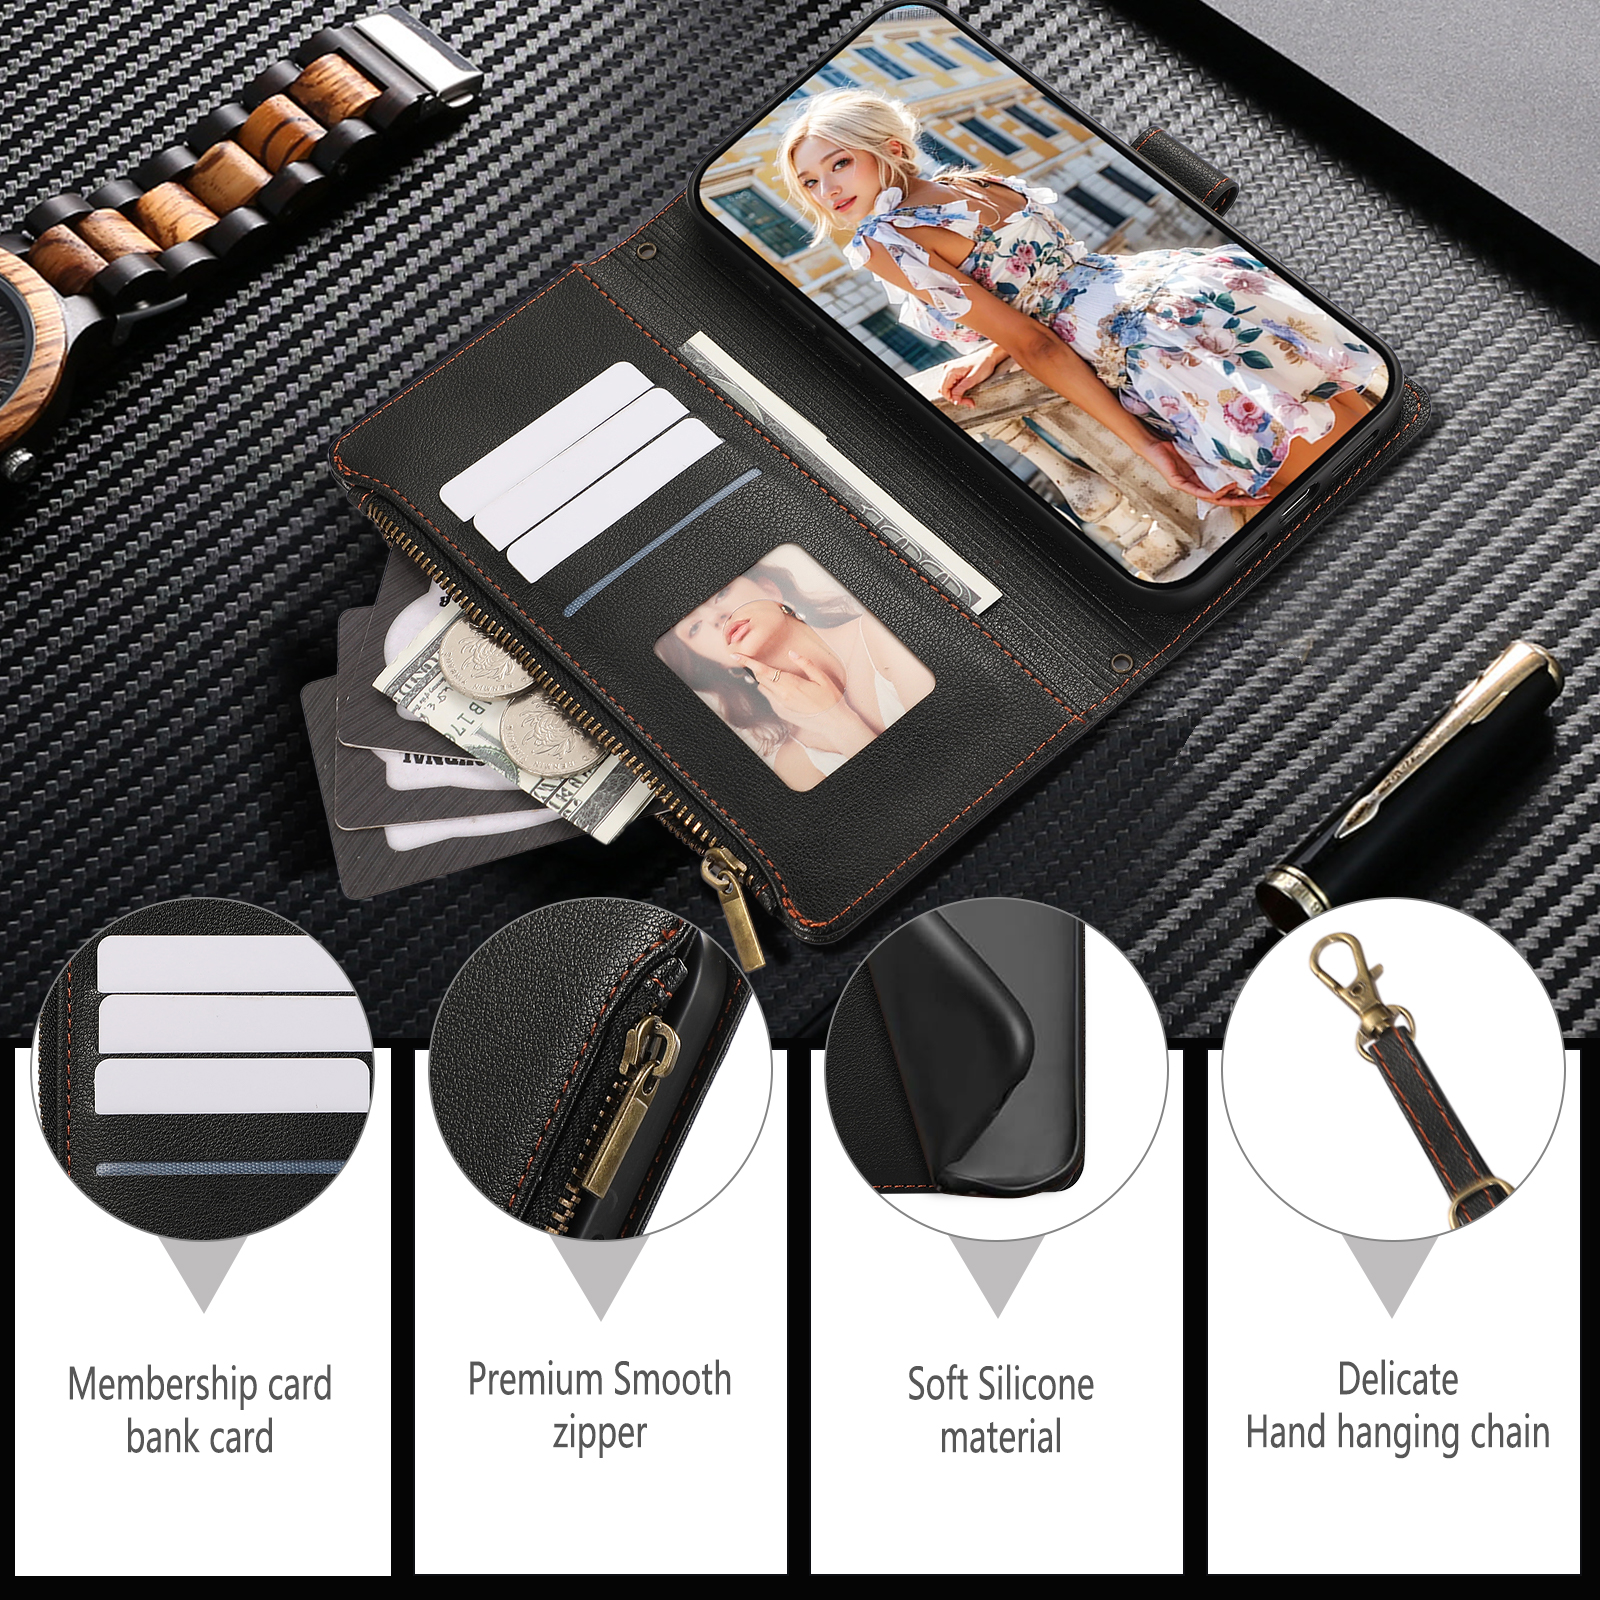 Membership card
bank card
Premium Smooth
zipper
Soft Silicone
material
Delicate
Hand hanging chain